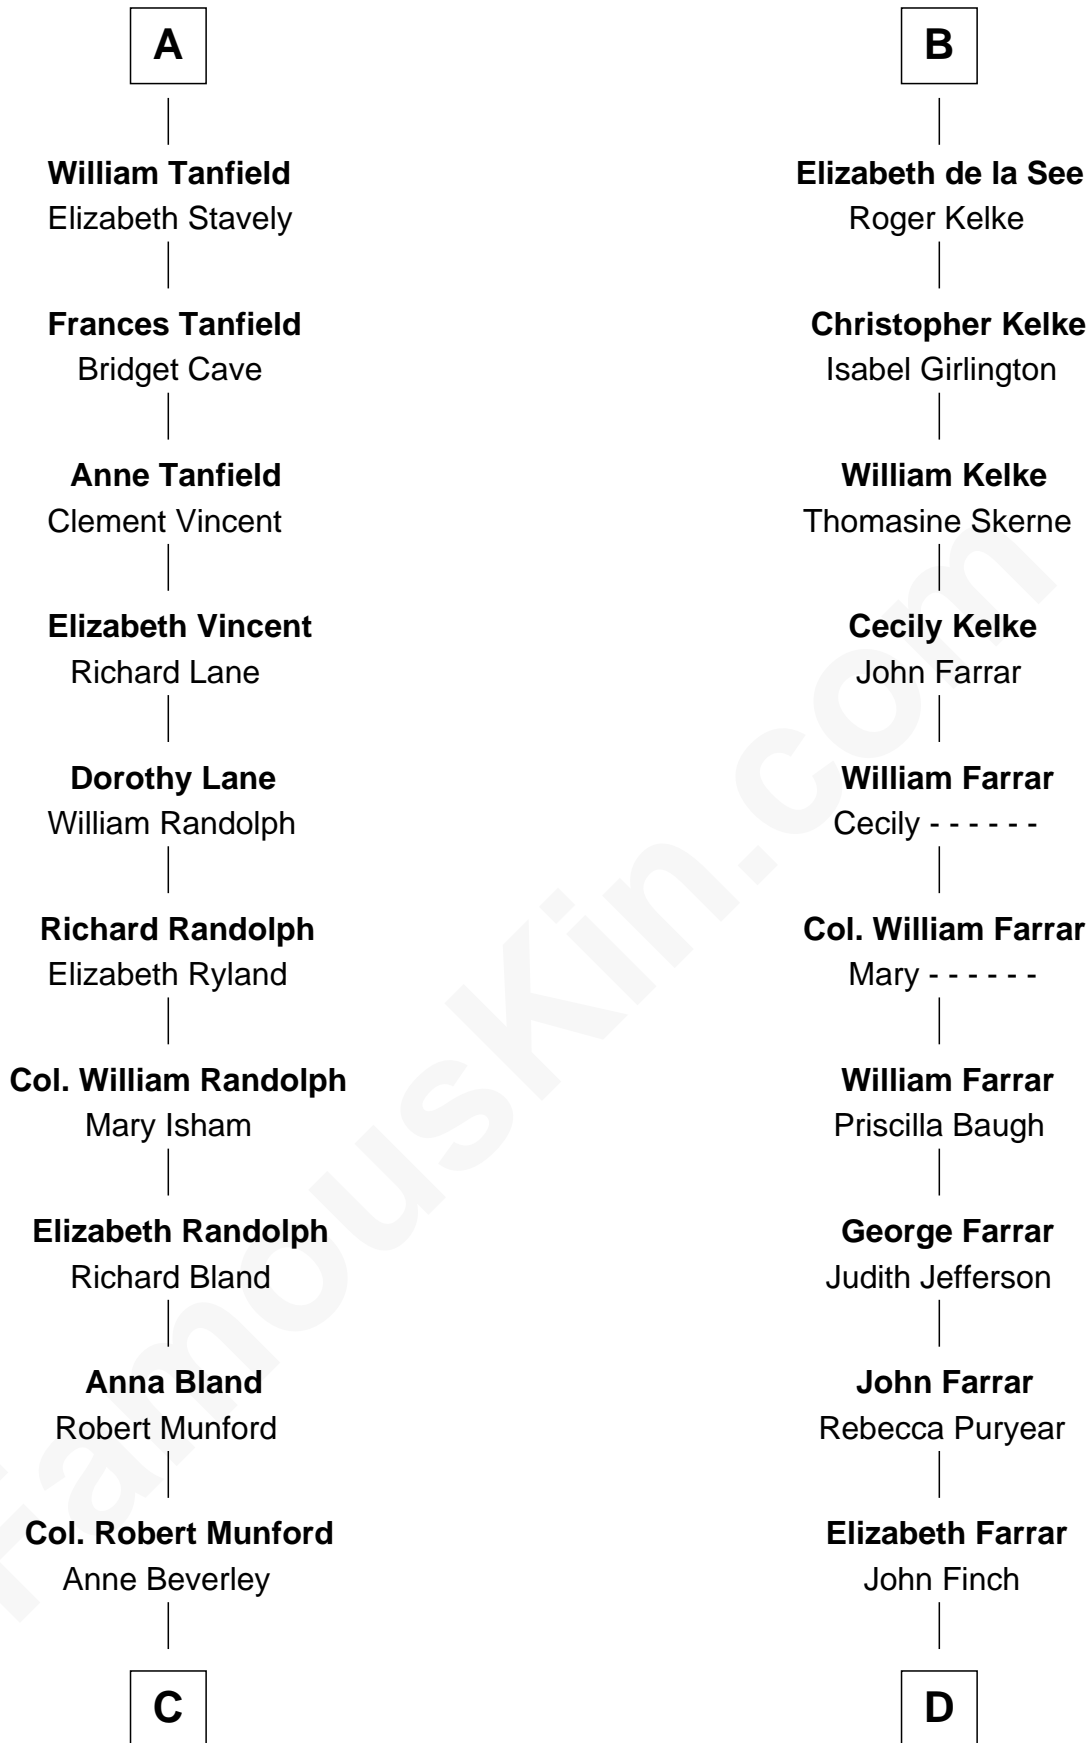 A
William Tanfield
Elizabeth Stavely
Frances Tanfield
Bridget Cave
Anne Tanfield
Clement Vincent
Elizabeth Vincent
Richard Lane
Dorothy Lane
William Randolph
Richard Randolph
Elizabeth Ryland
Col. William Randolph
Mary Isham
Elizabeth Randolph
Richard Bland
Anna Bland
Robert Munford
Col. Robert Munford
Anne Beverley
C
B
Elizabeth de la See
Roger Kelke
Christopher Kelke
Isabel Girlington
William Kelke
Thomasine Skerne
Cecily Kelke
John Farrar
William Farrar
Cecily - - - - - -
Col. William Farrar
Mary - - - - - -
William Farrar
Priscilla Baugh
George Farrar
Judith Jefferson
John Farrar
Rebecca Puryear
Elizabeth Farrar
John Finch
D
FamousKin.com